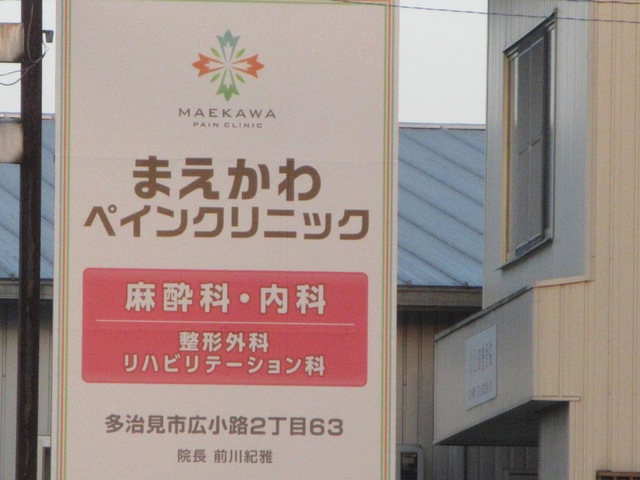 MAEKAWA
PAIN CLINIC
まえかわ
ペインクリニック
麻酔科・内科
整形外科
リハビリテーション科
多治見市広小路2丁目63
院長 前川紀雅